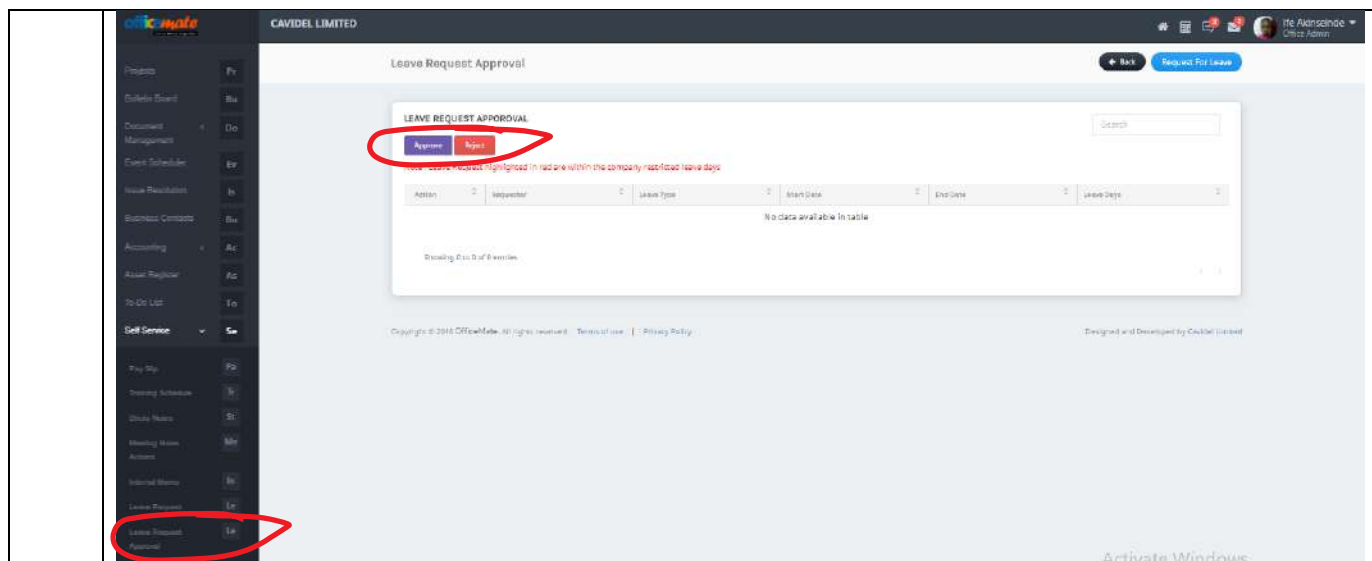 officemate
CAVIDEL LIMITED
Ife Akinseinde
Office Admin
Leave Request Approval
Back
Request For Leave
Projects Pr
Bulletin Board Bu
Document Management Do
Event Scheduler Ev
Issue Resolution Is
Business Contacts Bu
Accounting Ac
Asset Register As
To-Do List To
Self Service Se
Pay Slip Pa
Training Schedule Tr
St
Meeting Notes Actions Me
Internal Memo In
Leave Request Le
Leave Request Approval Le
LEAVE REQUEST APPOROVAL
Search
Approve Reject
Note: Leave Request highlighted in red are within the company restricted leave days
Action Requestor Leave Type Start Date End Date Leave Days
No data available in table
Showing 0 to 0 of 0 entries
Copyright © 2018 OfficeMate. All rights reserved. Terms of use | Privacy Policy
Designed and Developed by Cavidel Limited
Activate Windows